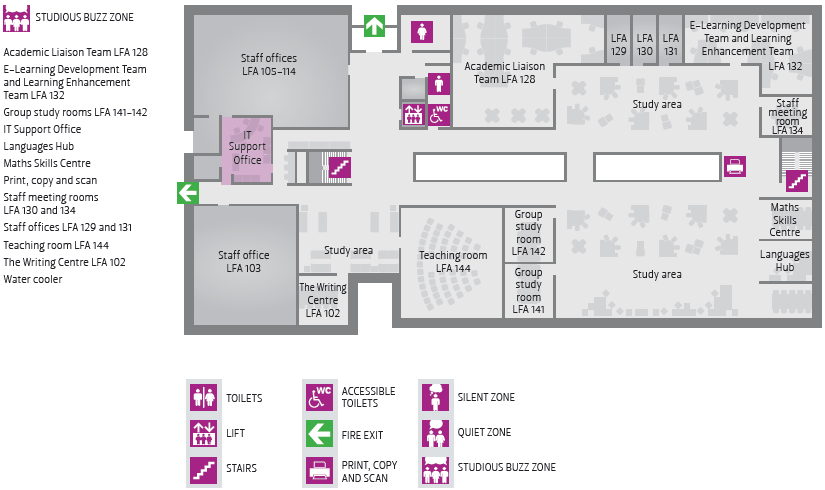 STUDIOUS BUZZ ZONE
Academic Liaison Team LFA 128
E–Learning Development Team
and Learning Enhancement
Team LFA 132
Group study rooms LFA 141–142
IT Support Office
Languages Hub
Maths Skills Centre
Print, copy and scan
Staff meeting rooms
LFA 130 and 134
Staff offices LFA 129 and 131
Teaching room LFA 144
The Writing Centre LFA 102
Water cooler
Staff offices
LFA 105–114
Academic Liaison
Team LFA 128
LFA
129
LFA
130
LFA
131
E–Learning Development
Team and Learning
Enhancement Team
LFA 132
Study area
Staff
meeting
room
LFA 134
WC
IT
Support
Office
Staff office
LFA 103
Study area
The Writing
Centre
LFA 102
Teaching room
LFA 144
Group
study
room
LFA 142
Group
study
room
LFA 141
Study area
Maths
Skills
Centre
Languages
Hub
TOILETS
LIFT
STAIRS
WC
ACCESSIBLE
TOILETS
FIRE EXIT
PRINT, COPY
AND SCAN
SILENT ZONE
QUIET ZONE
STUDIOUS BUZZ ZONE